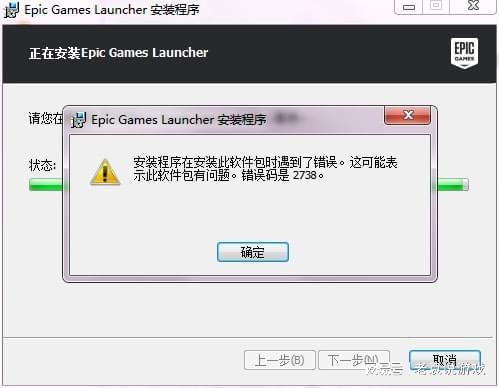 Epic Games Launcher 安装程序
正在安装Epic Games Launcher
EPIC
GAMES
请您在
Epic Games Launcher 安装程序
安装程序在安装此软件包时遇到了错误。这可能表
示此软件包有问题。错误码是 2738。
状态:
确定
上一步(B)
下一步(N)
取消